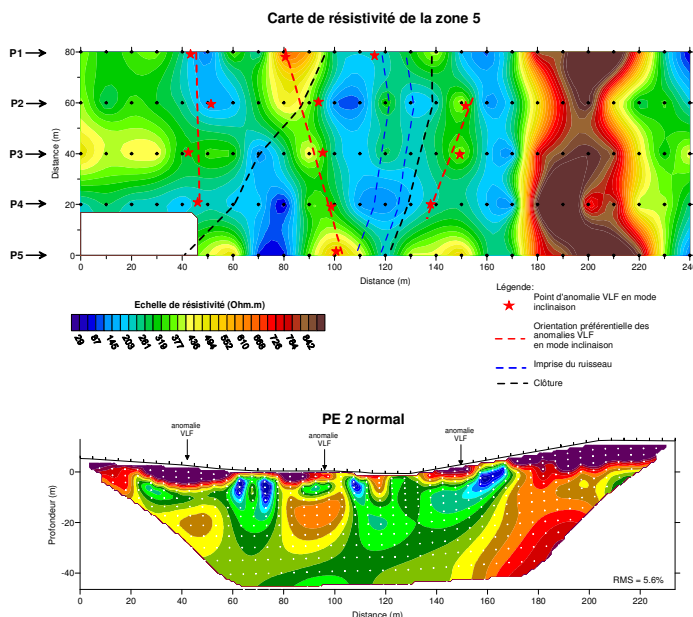 Carte de résistivité de la zone 5
P1
P2
P3
P4
P5
Distance (m)
80
60
40
20
0
0 20 40 60 80 100 120 140 160 180 200 220 240
Distance (m)
Echelle de résistivité (Ohm.m)
29 87 145 203 261 319 377 436 494 552 610 668 726 784 842
Légende:
Point d'anomalie VLF en mode
inclinaison
Orientation préférentielle des
anomalies VLF
en mode inclinaison
Imprise du ruisseau
Clôture
PE 2 normal
anomalie
VLF
anomalie
VLF
anomalie
VLF
Profondeur (m)
0
-20
-40
RMS = 5.6%
0 20 40 60 80 100 120 140 160 180 200 220
Distance (m)